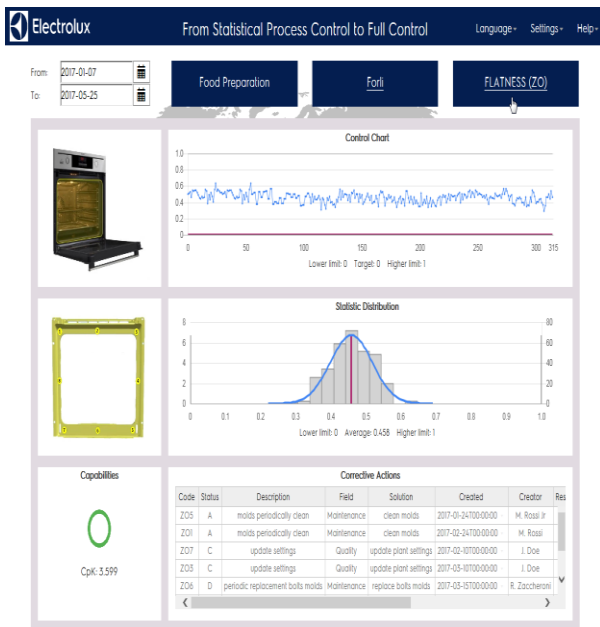 Electrolux From Statistical Process Control to Full Control Language Settings Help
From: 2017-01-07
To: 2017-05-25
Food Preparation Forli FLATNESS (ZO)
Control Chart
1.0
0.8
0.6
0.4
0.2
0
0 50 100 150 200 250 300 315
Lower limit: 0 Target: 0 Higher limit: 1
Statistic Distribution
8 80
6 60
4 40
2 20
0 0
0 0.1 0.2 0.3 0.4 0.5 0.6 0.7 0.8 0.9 1.0
Lower limit: 0 Average: 0.458 Higher limit: 1
Capabilities
CpK: 3.599
Corrective Actions
Code Status Description Field Solution Created Creator Res
ZO5 A molds periodically clean Maintenance clean molds 2017-01-24T00:00:00 M. Rossi Jr
ZO1 A molds periodically clean Maintenance clean molds 2017-02-24T00:00:00 M. Rossi
ZO7 C update settings Quality update plant settings 2017-02-10T00:00:00 J. Doe
ZO3 C update settings Quality update plant settings 2017-03-10T00:00:00 J. Doe
ZO6 D periodic replacement bolts molds Maintenance replace bolts molds 2017-03-15T00:00:00 R. Zaccheroni